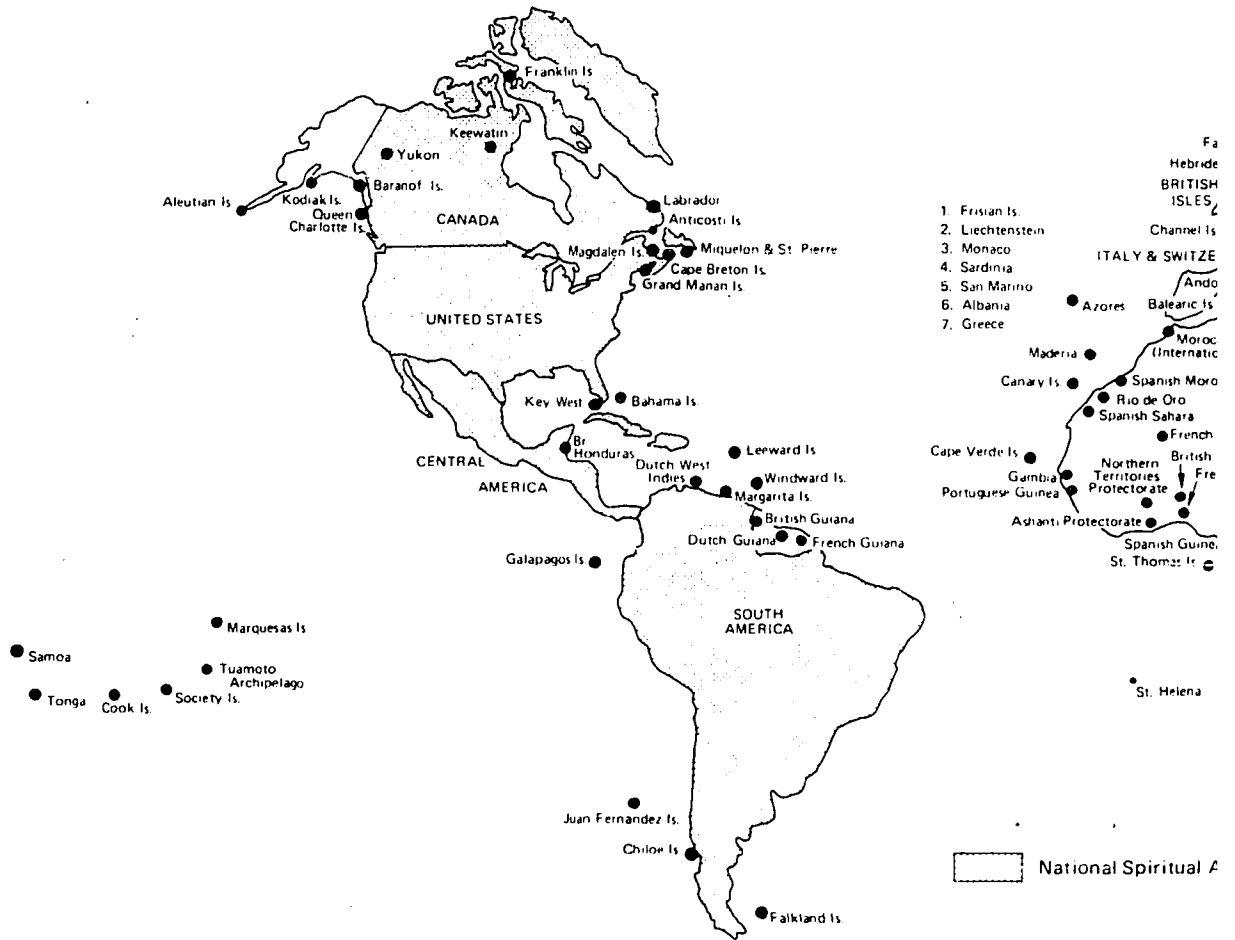 Franklin Is
Keewatin
Yukon
Baranof Is.
Kodiak Is.
Aleutian Is
Queen
Charlotte Is.
CANADA
Labrador
Anticosti Is
Magdalen Is.
Miquelon & St. Pierre
Cape Breton Is.
Grand Manan Is.
UNITED STATES
Key West
Bahama Is.
Br
Honduras
CENTRAL
AMERICA
Dutch West
Indies
Leeward Is
Windward Is.
Margarita Is.
British Guiana
Dutch Guiana
French Guiana
Galapagos Is.
SOUTH
AMERICA
Marquesas Is
Samoa
Tuamoto
Archipelago
Tonga
Cook Is.
Society Is.
Juan Fernandez Is.
Chiloe Is
Falkland Is.
1. Frisian Is.
2. Liechtenstein
3. Monaco
4. Sardinia
5. San Marino
6. Albania
7. Greece
Fa
Hebride
BRITISH
ISLES
Channel Is
ITALY & SWITZE
Ando
Balearic Is
Azores
Moroc
(Internatio
Maderia
Canary Is.
Spanish Moro
Rio de Oro
Spanish Sahara
French
British
Fre
Cape Verde Is
Northern
Territories
Protectorate
Gambia
Portuguese Guinea
Ashanti Protectorate
Spanish Guine
St. Thomas Is
St. Helena
National Spiritual A